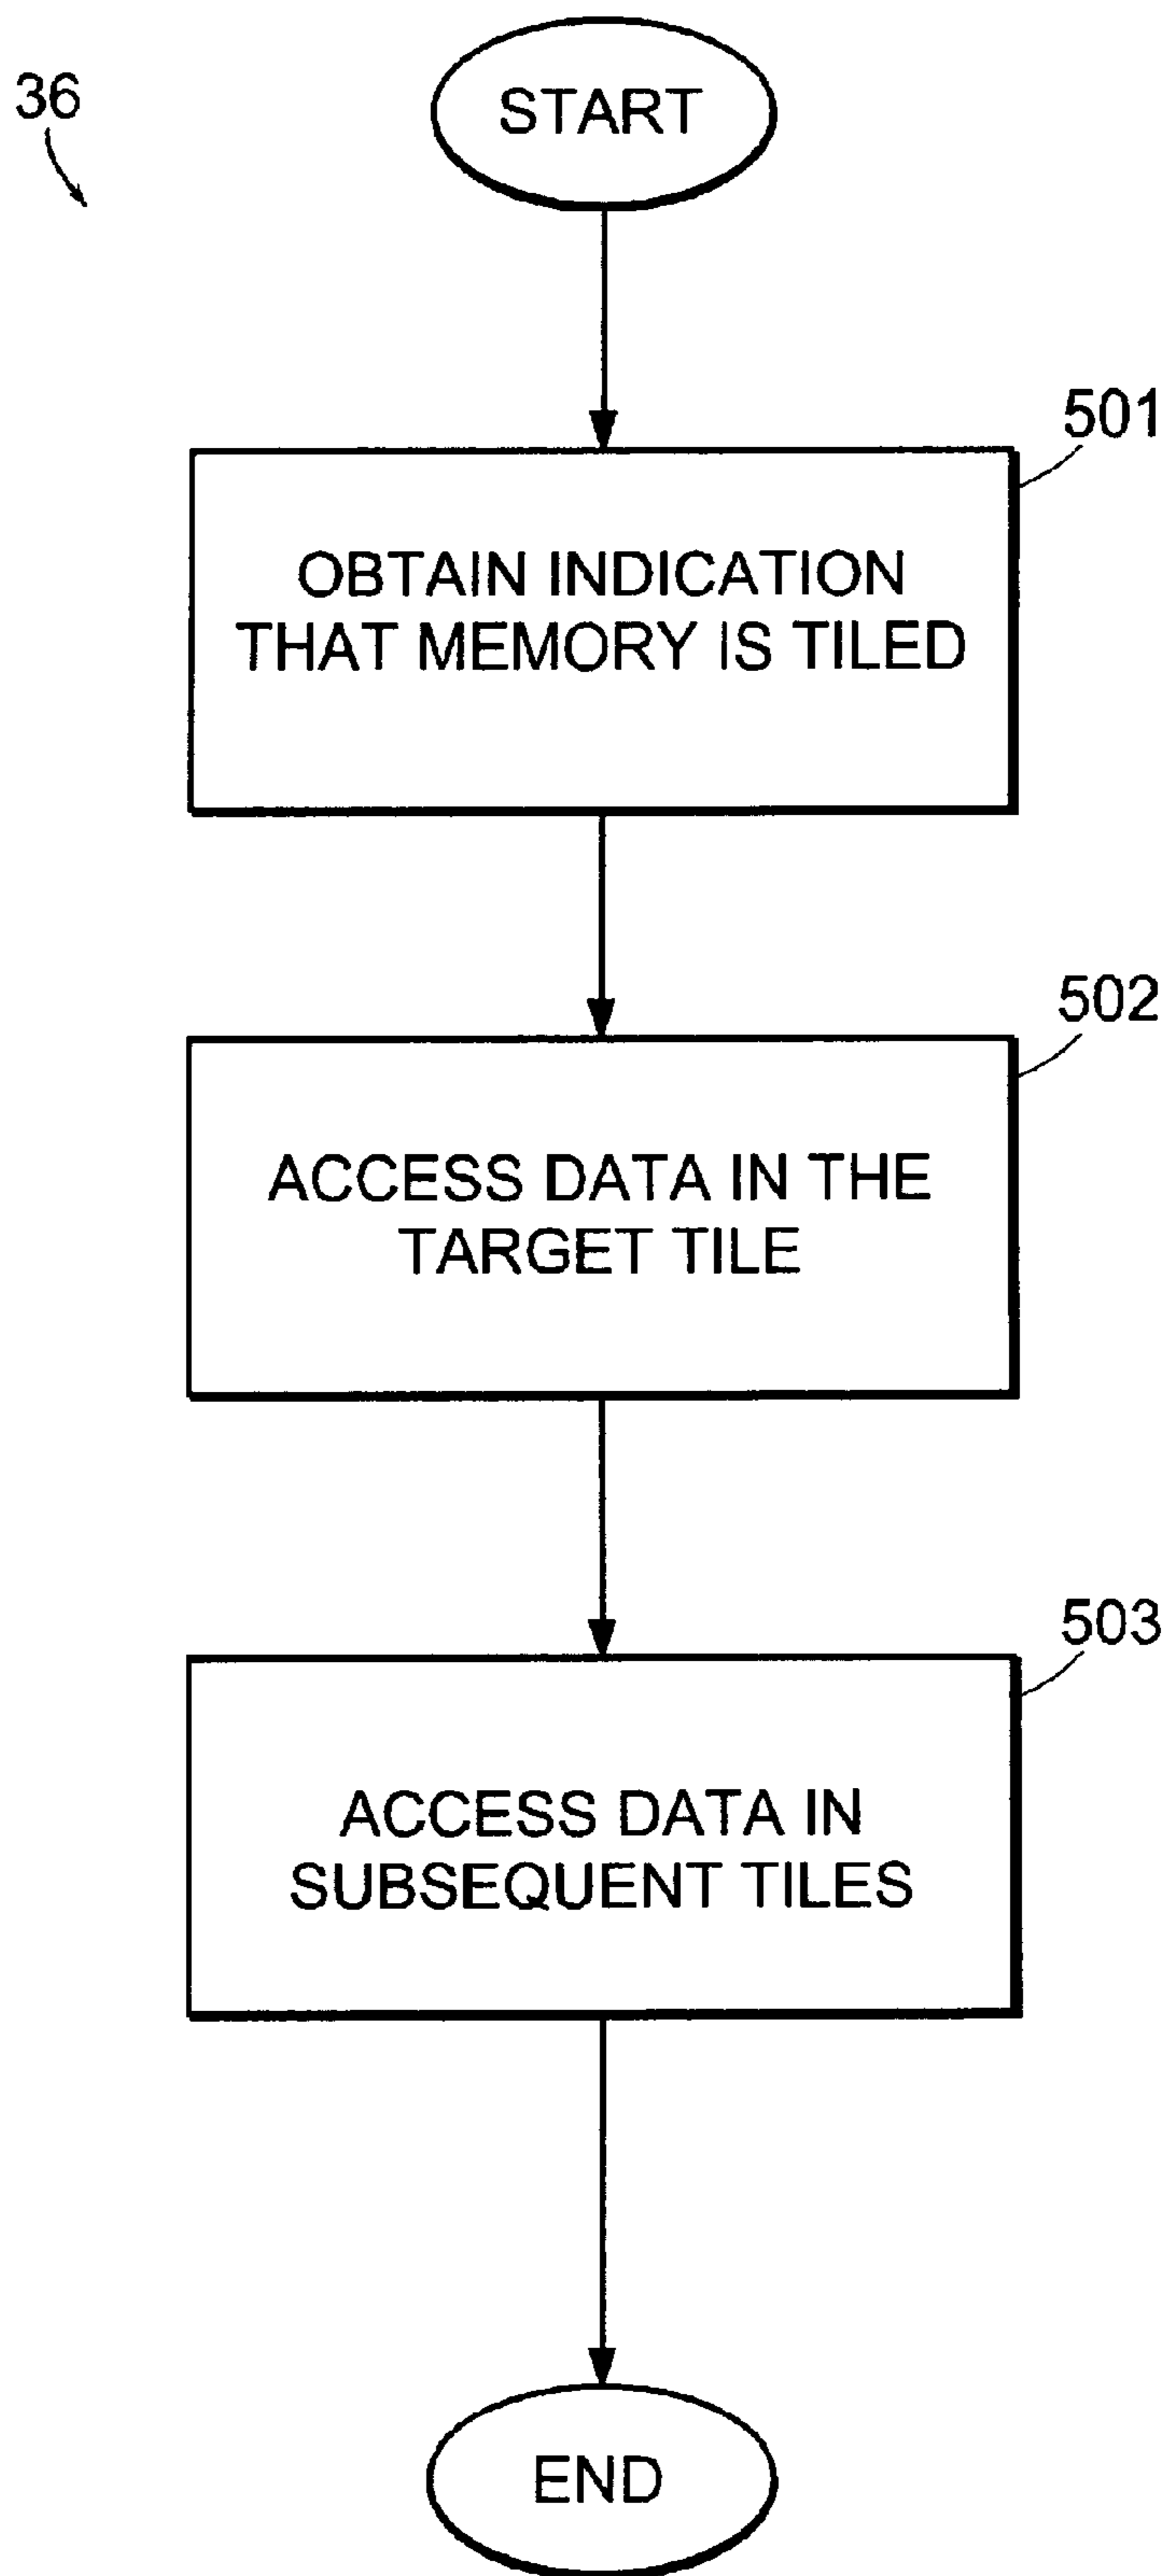 36
START
501
OBTAIN INDICATION
THAT MEMORY IS TILED
502
ACCESS DATA IN THE
TARGET TILE
503
ACCESS DATA IN
SUBSEQUENT TILES
END